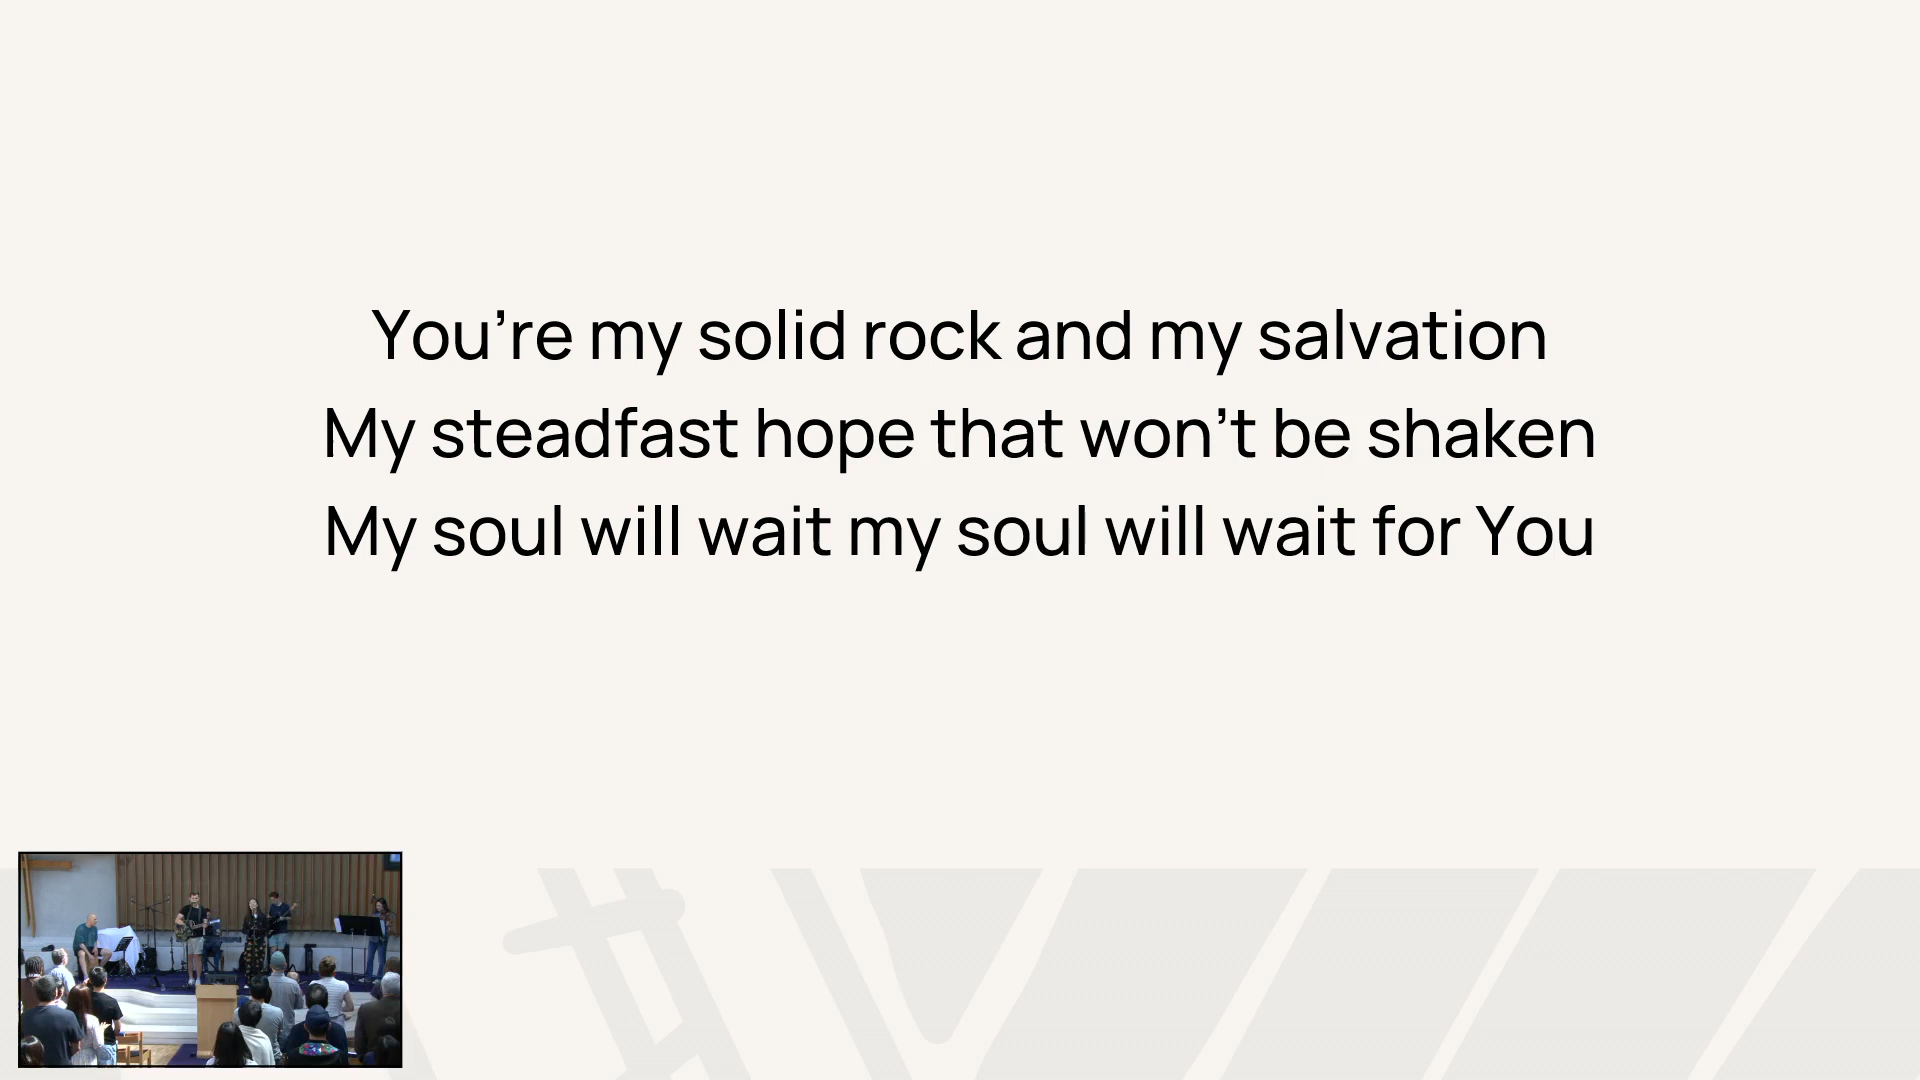 You’re my solid rock and my salvation
My steadfast hope that won’t be shaken
My soul will wait my soul will wait for You